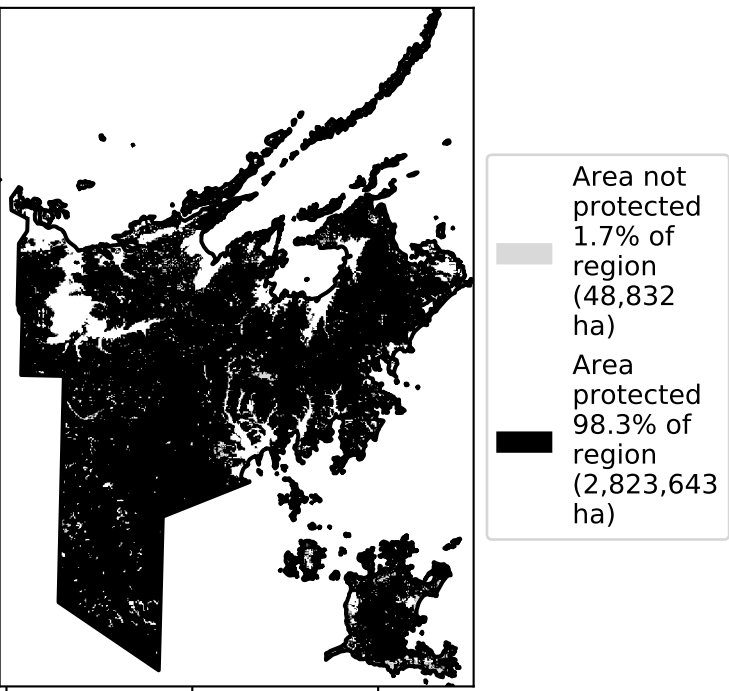 Area not
protected
1.7% of
region
(48,832
ha)
Area
protected
98.3% of
region
(2,823,643
ha)